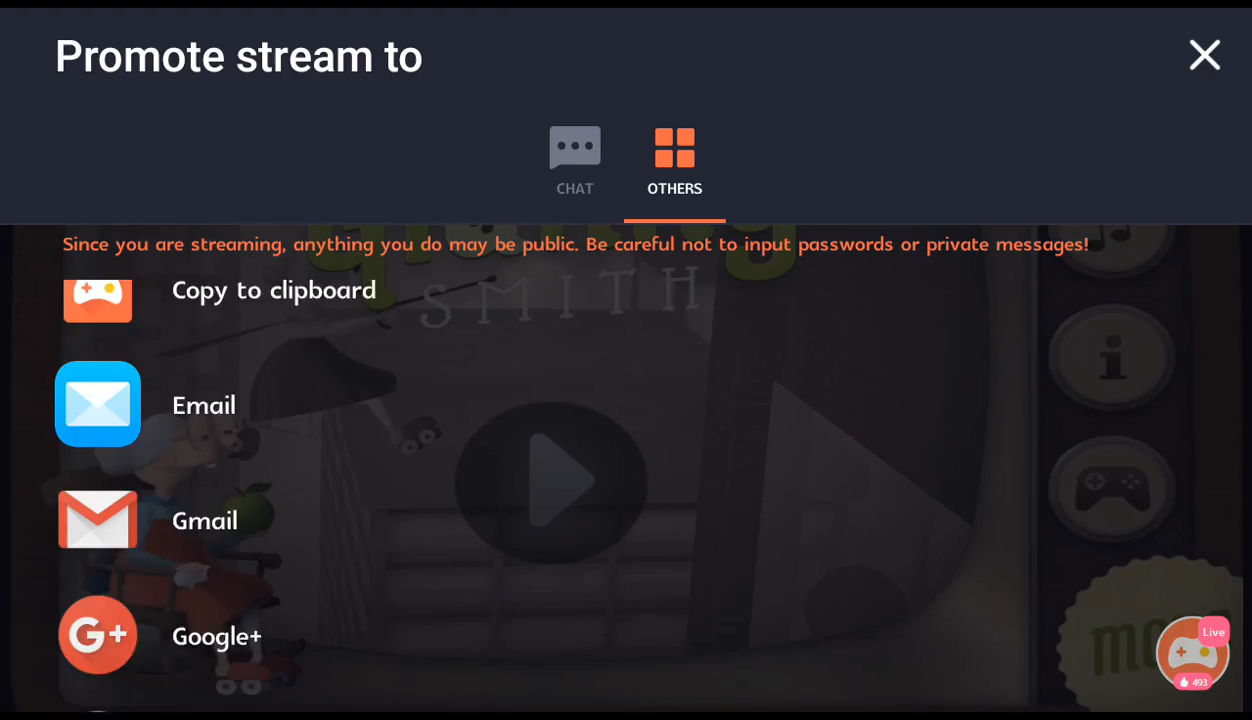 Promote stream to
CHAT
OTHERS
Since you are streaming, anything you do may be public. Be careful not to input passwords or private messages!
Copy to clipboard
SMITH
Email
Gmail
G+ Google+
Live
493